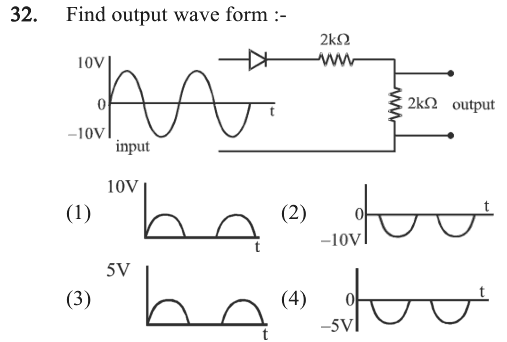 32. Find output wave form :-
2kΩ
10V
0
t
2kΩ output
–10V
input
10V
(1)
t
(2)
0
t
–10V
5V
(3)
t
(4)
0
t
–5V